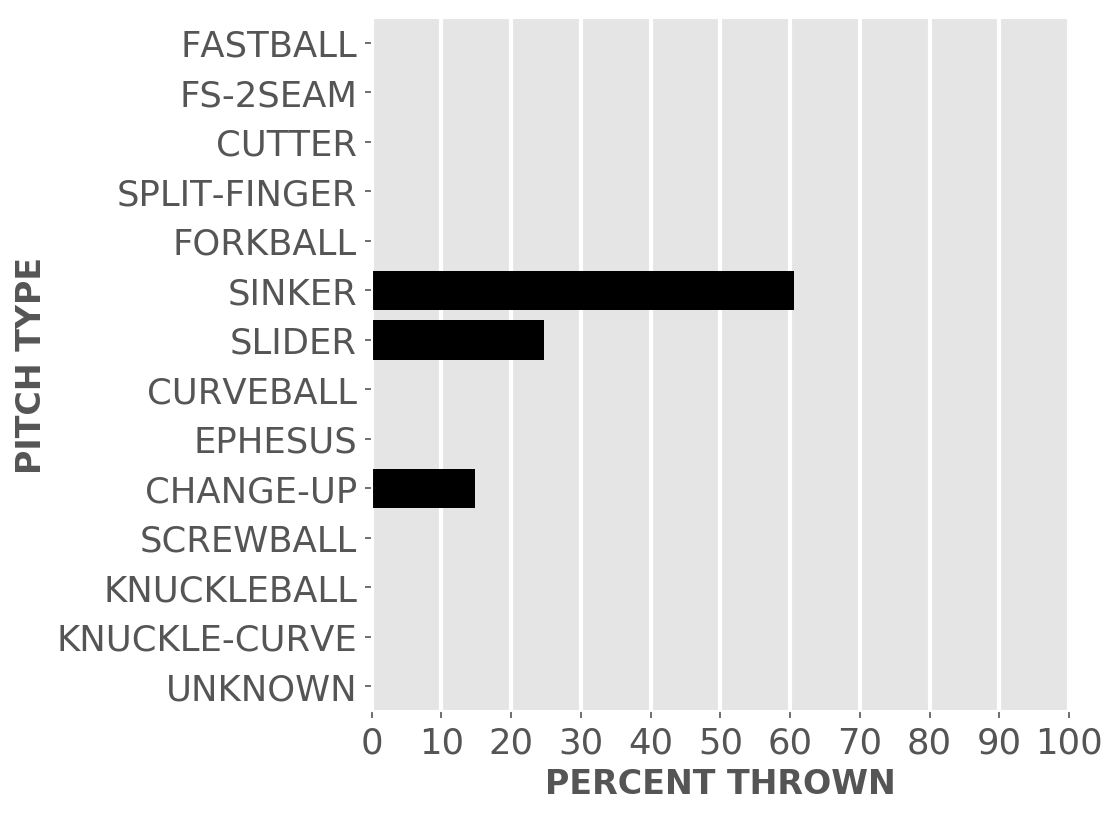 FASTBALL
FS-2SEAM
CUTTER
SPLIT-FINGER
FORKBALL
SINKER
SLIDER
CURVEBALL
EPHESUS
CHANGE-UP
SCREWBALL
KNUCKLEBALL
KNUCKLE-CURVE
UNKNOWN
PITCH TYPE
0 10 20 30 40 50 60 70 80 90 100
PERCENT THROWN